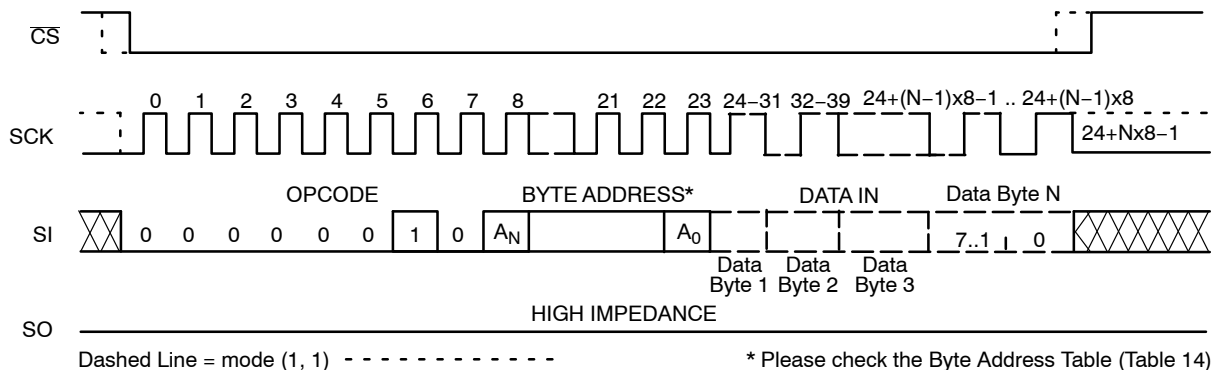 CS
0 1 2 3 4 5 6 7 8 21 22 23 24–31 32–39 24+(N–1)x8–1 .. 24+(N–1)x8
SCK
24+Nx8–1
OPCODE BYTE ADDRESS* DATA IN Data Byte N
SI
0 0 0 0 0 0 1 0 AN A0 7..1 0
Data Byte 1
Data Byte 2
Data Byte 3
HIGH IMPEDANCE
SO
Dashed Line = mode (1, 1)
* Please check the Byte Address Table (Table 14)